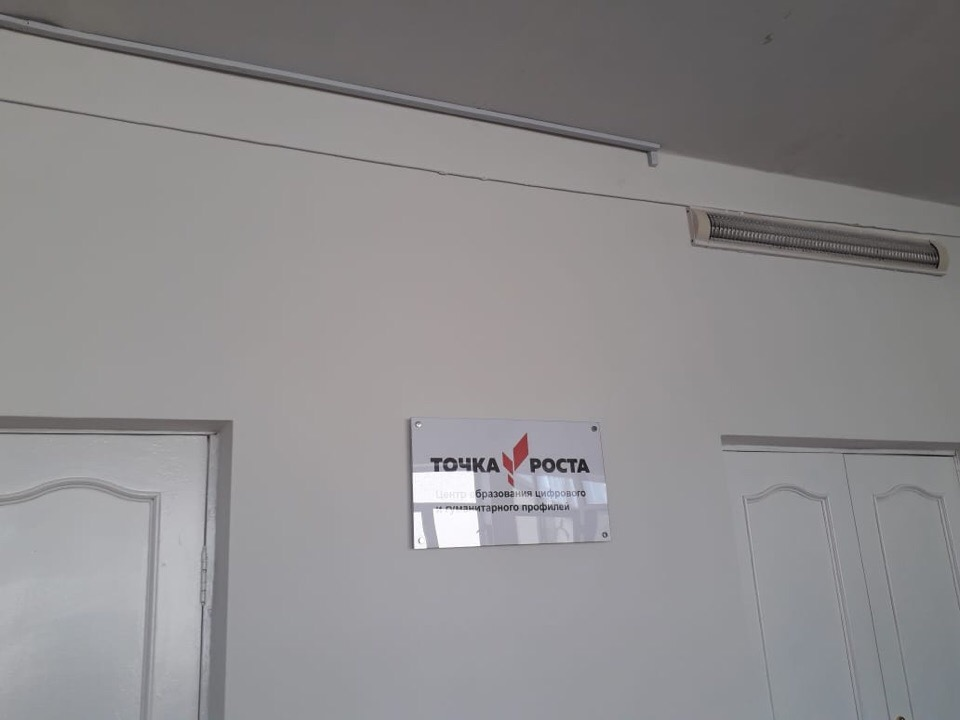 ТОЧКА РОСТА
Центр образования цифрового
и гуманитарного профилей